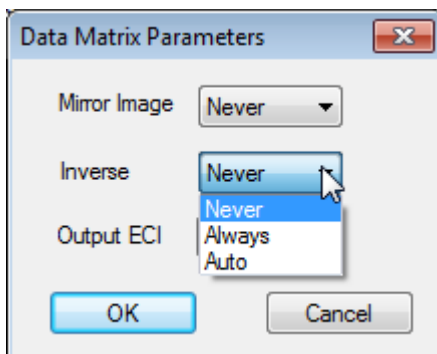 Data Matrix Parameters
Mirror Image Never
Inverse Never
Never
Always
Output ECI
Auto
OK Cancel